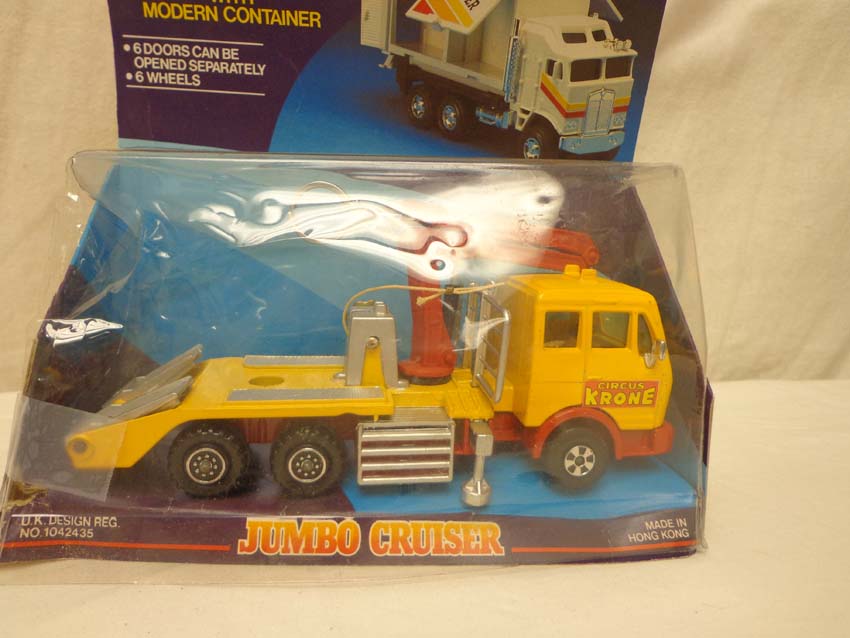 WITH
MODERN CONTAINER
• 6 DOORS CAN BE
OPENED SEPARATELY
• 6 WHEELS
CIRCUS
KRONE
U.K. DESIGN REG.
NO. 1042435
JUMBO CRUISER
MADE IN
HONG KONG